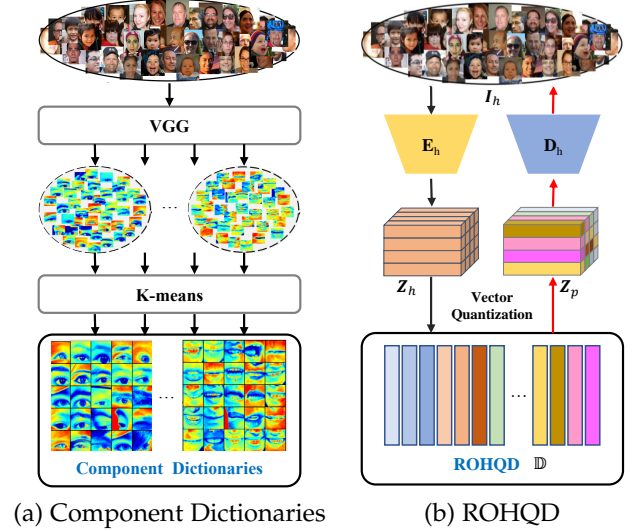 VGG
...
K-means
...
Component Dictionaries
(a) Component Dictionaries
I_h
E_h
D_h
Z_h
Z_p
Vector
Quantization
...
ROHQD 𝔻
(b) ROHQD